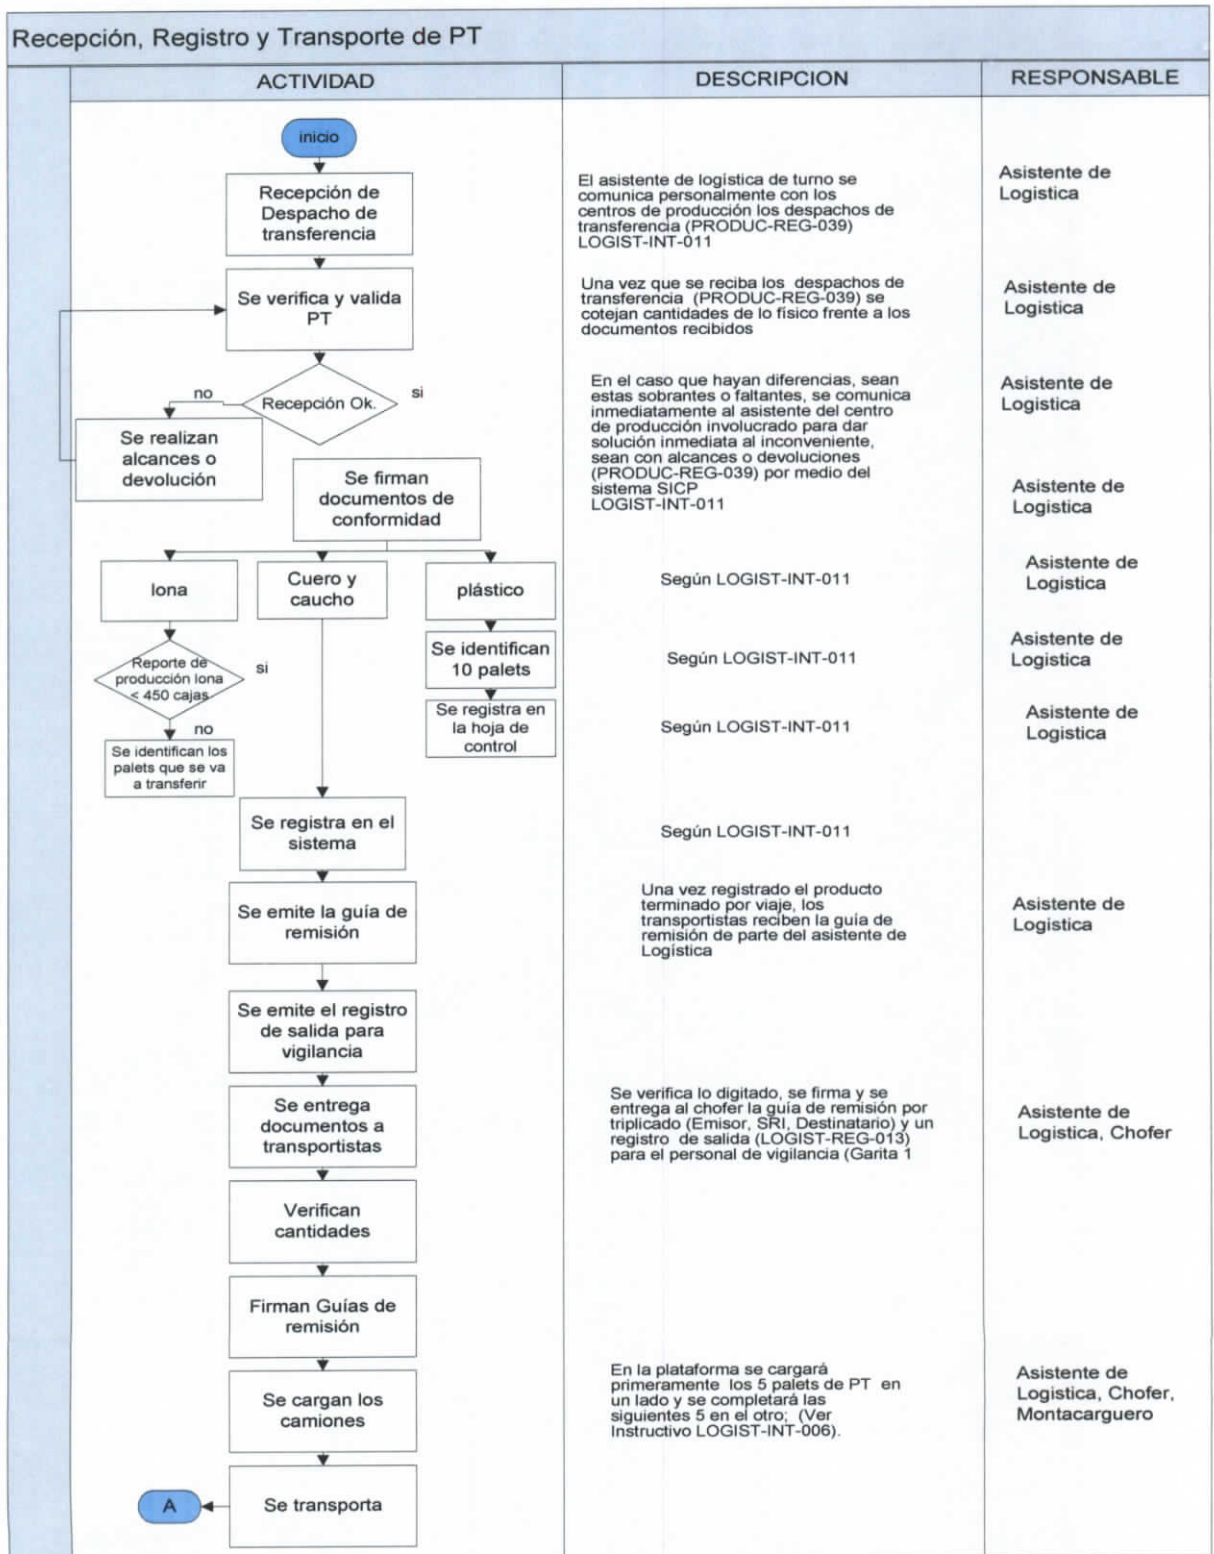 Recepción, Registro y Transporte de PT
ACTIVIDAD
DESCRIPCION
RESPONSABLE
inicio
Recepción de
Despacho de
transferencia
El asistente de logística de turno se
comunica personalmente con los
centros de producción los despachos de
transferencia (PRODUC-REG-039)
LOGIST-INT-011
Asistente de
Logistica
Se verifica y valida
PT
Una vez que se reciba los despachos de
transferencia (PRODUC-REG-039) se
cotejan cantidades de lo físico frente a los
documentos recibidos
Asistente de
Logistica
Recepción Ok.
no
si
Se realizan
alcances o
devolución
En el caso que hayan diferencias, sean
estas sobrantes o faltantes, se comunica
inmediatamente al asistente del centro
de producción involucrado para dar
solución inmediata al inconveniente,
sean con alcances o devoluciones
(PRODUC-REG-039) por medio del
sistema SICP
LOGIST-INT-011
Asistente de
Logistica
Se firman
documentos de
conformidad
Asistente de
Logistica
lona
Cuero y
caucho
plástico
Según LOGIST-INT-011
Asistente de
Logistica
Reporte de
producción lona
< 450 cajas
si
no
Se identifican
10 palets
Según LOGIST-INT-011
Asistente de
Logistica
Se identifican los
palets que se va
a transferir
Se registra en
la hoja de
control
Según LOGIST-INT-011
Asistente de
Logistica
Se registra en el
sistema
Según LOGIST-INT-011
Se emite la guía de
remisión
Una vez registrado el producto
terminado por viaje, los
transportistas reciben la guía de
remisión de parte del asistente de
Logística
Asistente de
Logistica
Se emite el registro
de salida para
vigilancia
Se entrega
documentos a
transportistas
Se verifica lo digitado, se firma y se
entrega al chofer la guía de remisión por
triplicado (Emisor, SRI, Destinatario) y un
registro de salida (LOGIST-REG-013)
para el personal de vigilancia (Garita 1
Asistente de
Logistica, Chofer
Verifican
cantidades
Firman Guías de
remisión
Se cargan los
camiones
En la plataforma se cargará
primeramente los 5 palets de PT en
un lado y se completará las
siguientes 5 en el otro; (Ver
Instructivo LOGIST-INT-006).
Asistente de
Logistica, Chofer,
Montacarguero
Se transporta
A